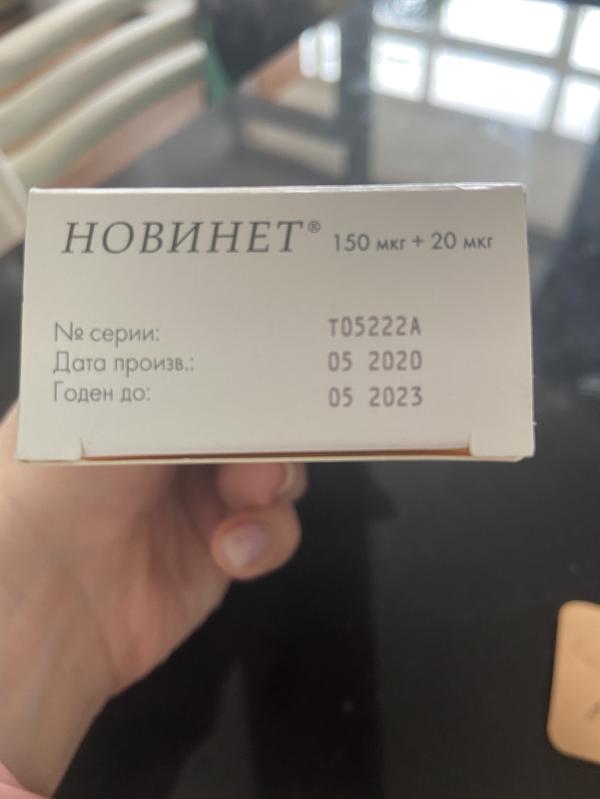 НОВИНЕТ® 150 мкг + 20 мкг
№ серии: T05222A
Дата произв.: 05 2020
Годен до: 05 2023